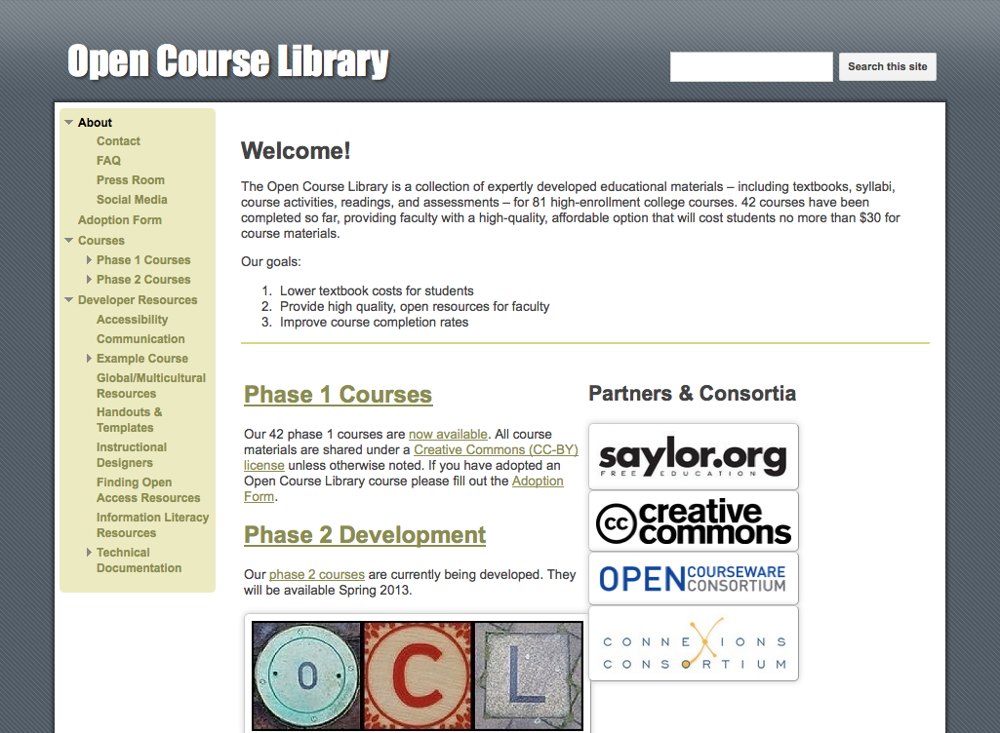 Open Course Library
Search this site
About
Contact
FAQ
Press Room
Social Media
Adoption Form
Courses
Phase 1 Courses
Phase 2 Courses
Developer Resources
Accessibility
Communication
Example Course
Global/Multicultural
Resources
Handouts &
Templates
Instructional
Designers
Finding Open
Access Resources
Information Literacy
Resources
Technical
Documentation
Welcome!
The Open Course Library is a collection of expertly developed educational materials – including textbooks, syllabi,
course activities, readings, and assessments – for 81 high-enrollment college courses. 42 courses have been
completed so far, providing faculty with a high-quality, affordable option that will cost students no more than $30 for
course materials.
Our goals:
1. Lower textbook costs for students
2. Provide high quality, open resources for faculty
3. Improve course completion rates
Phase 1 Courses
Our 42 phase 1 courses are now available. All course
materials are shared under a Creative Commons (CC-BY)
license unless otherwise noted. If you have adopted an
Open Course Library course please fill out the Adoption
Form.
Phase 2 Development
Our phase 2 courses are currently being developed. They
will be available Spring 2013.
O C L
Partners & Consortia
saylor.org
FREE EDUCATION
cc creative
commons
OPEN COURSEWARE
CONSORTIUM
CONNEXIONS
CONSORTIUM